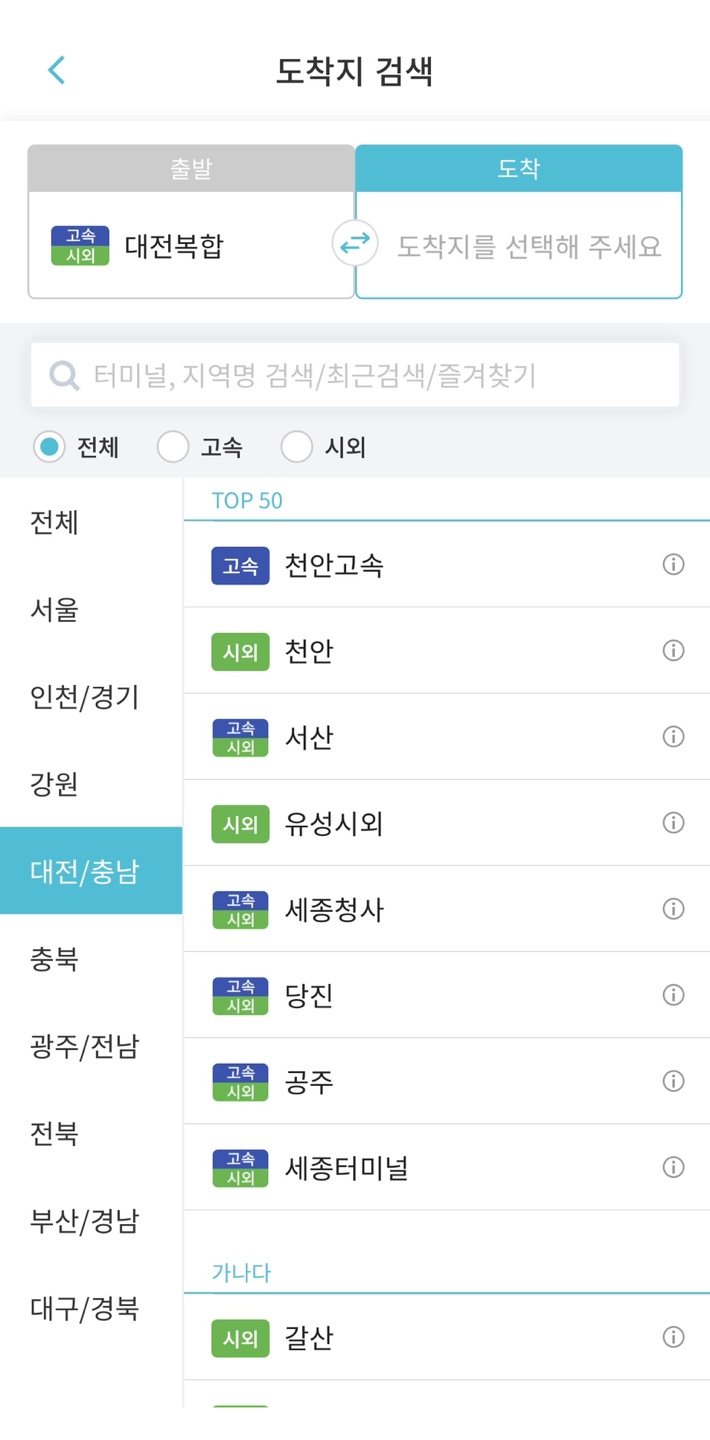 도착지 검색
출발
도착
고속
시외
대전복합
도착지를 선택해 주세요
터미널, 지역명 검색/최근검색/즐겨찾기
전체 고속 시외
전체
서울
인천/경기
강원
대전/충남
충북
광주/전남
전북
부산/경남
대구/경북
TOP 50
고속 천안고속
시외 천안
고속
시외
서산
시외 유성시외
고속
시외
세종청사
고속
시외
당진
고속
시외
공주
고속
시외
세종터미널
가나다
시외 갈산